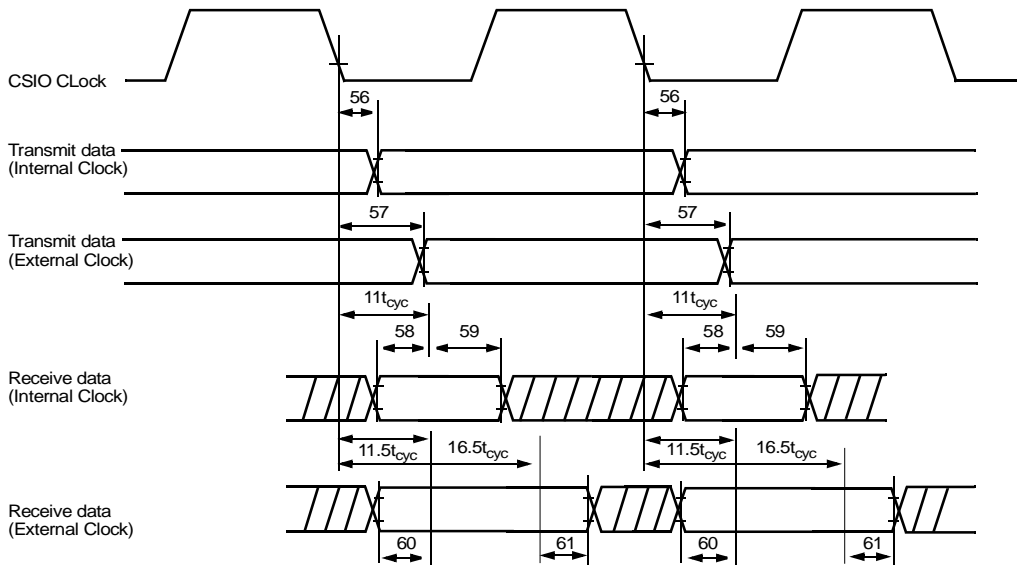 CSIO CLock
56 56
Transmit data
(Internal Clock)
57 57
Transmit data
(External Clock)
11tcyc 11tcyc
58 59 58 59
Receive data
(Internal Clock)
11.5tcyc 16.5tcyc 11.5tcyc 16.5tcyc
Receive data
(External Clock)
60 61 60 61